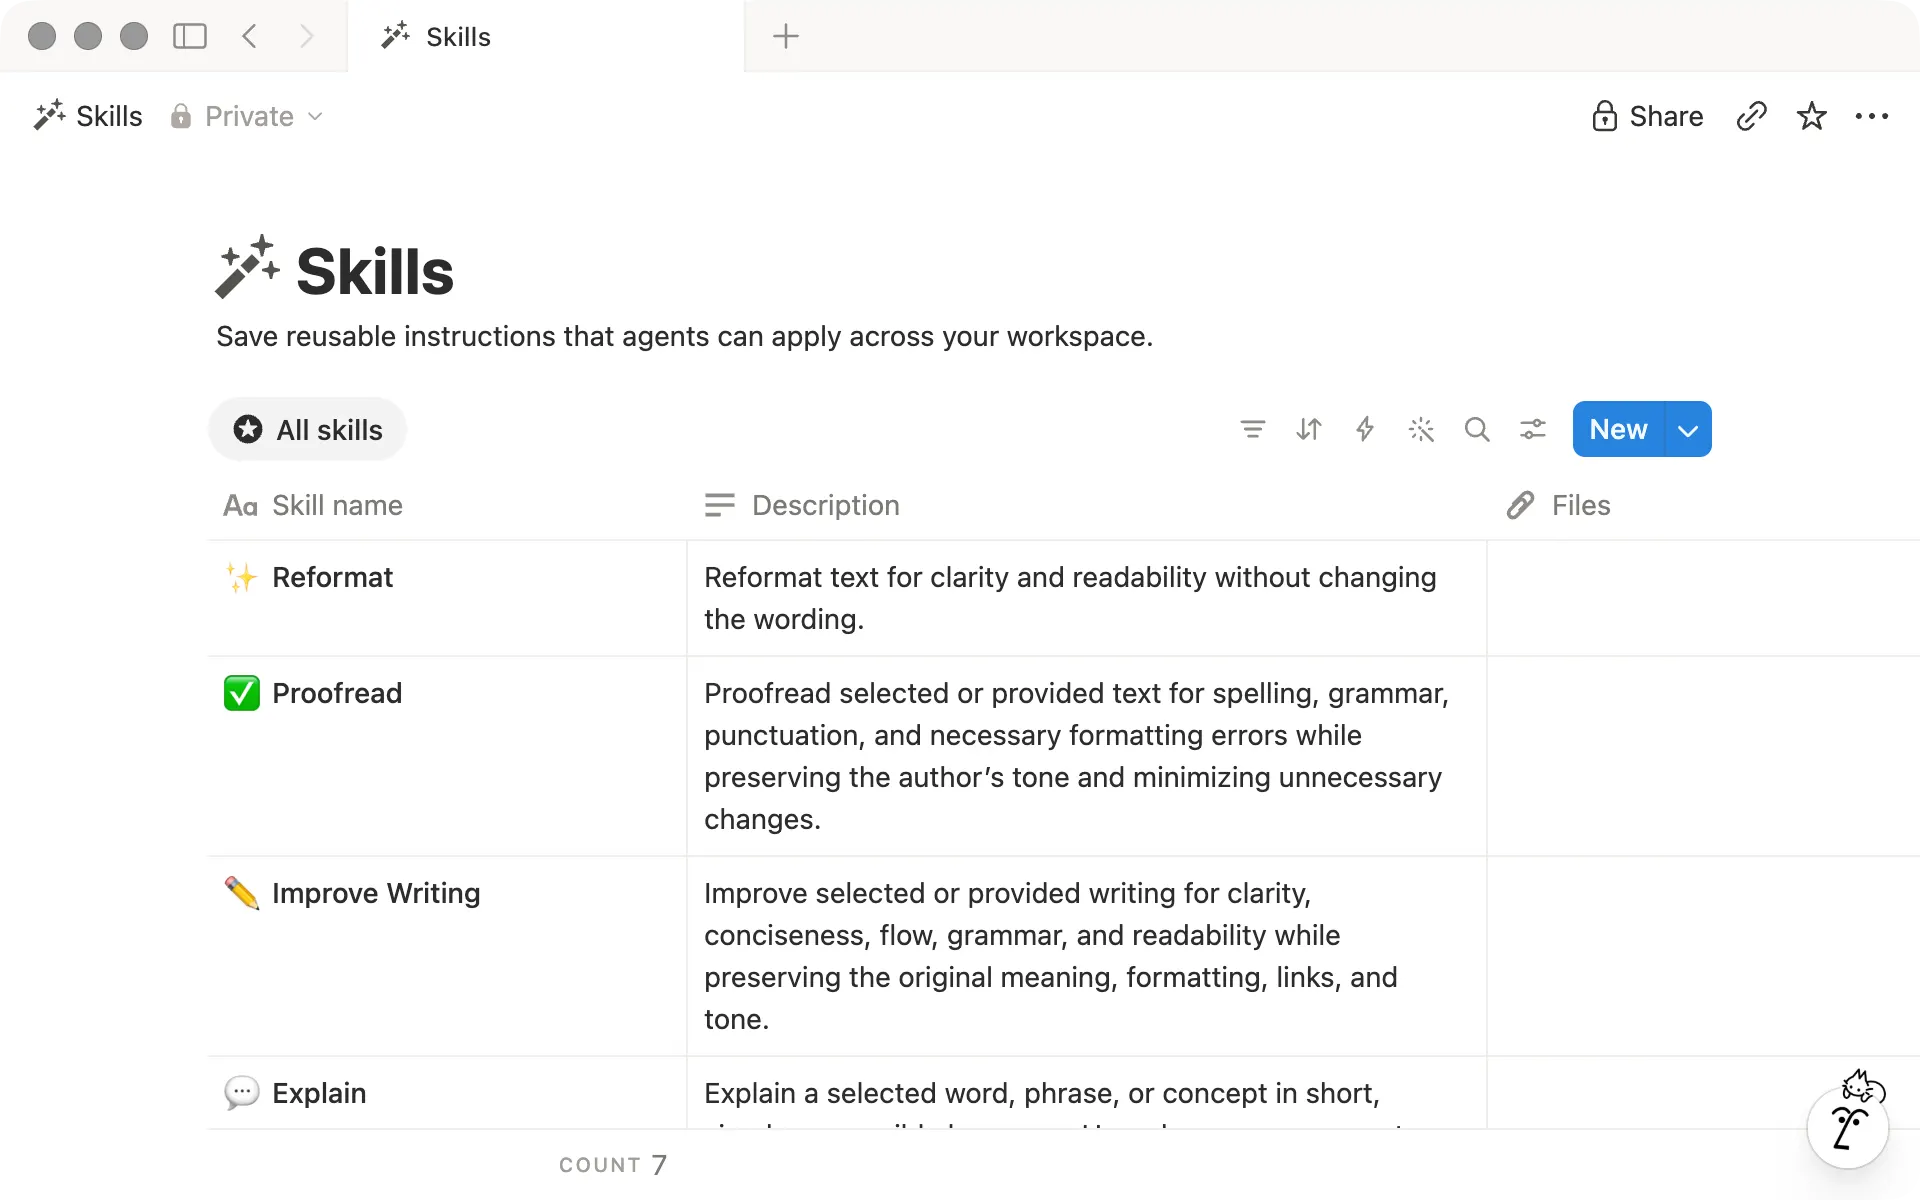 Skills
Skills Private
Share
Skills
Save reusable instructions that agents can apply across your workspace.
All skills
New
Aa Skill name
Description
Files
Reformat
Reformat text for clarity and readability without changing
the wording.
Proofread
Proofread selected or provided text for spelling, grammar,
punctuation, and necessary formatting errors while
preserving the author’s tone and minimizing unnecessary
changes.
Improve Writing
Improve selected or provided writing for clarity,
conciseness, flow, grammar, and readability while
preserving the original meaning, formatting, links, and
tone.
Explain
Explain a selected word, phrase, or concept in short,
COUNT 7